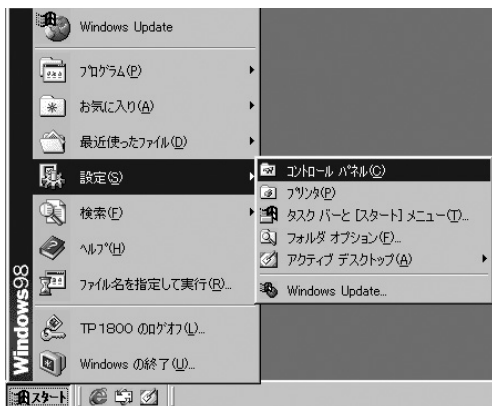 Windows Update
ﾌﾟﾛｸﾞﾗﾑ(P)
お気に入り(A)
最近使ったﾌｧｲﾙ(D)
設定(S)
検索(F)
ﾍﾙﾌﾟ(H)
ﾌｧｲﾙ名を指定して実行(R)...
TP1800 のﾛｸﾞｵﾌ(L)...
Windows の終了(U)...
ｺﾝﾄﾛｰﾙ ﾊﾟﾈﾙ(C)
ﾌﾟﾘﾝﾀ(P)
タスク バーと [スタート] メニュー(T)...
フォルダ オプション(F)...
アクティブ デスクトップ(A)
Windows Update...
Windows98
ｽﾀｰﾄ